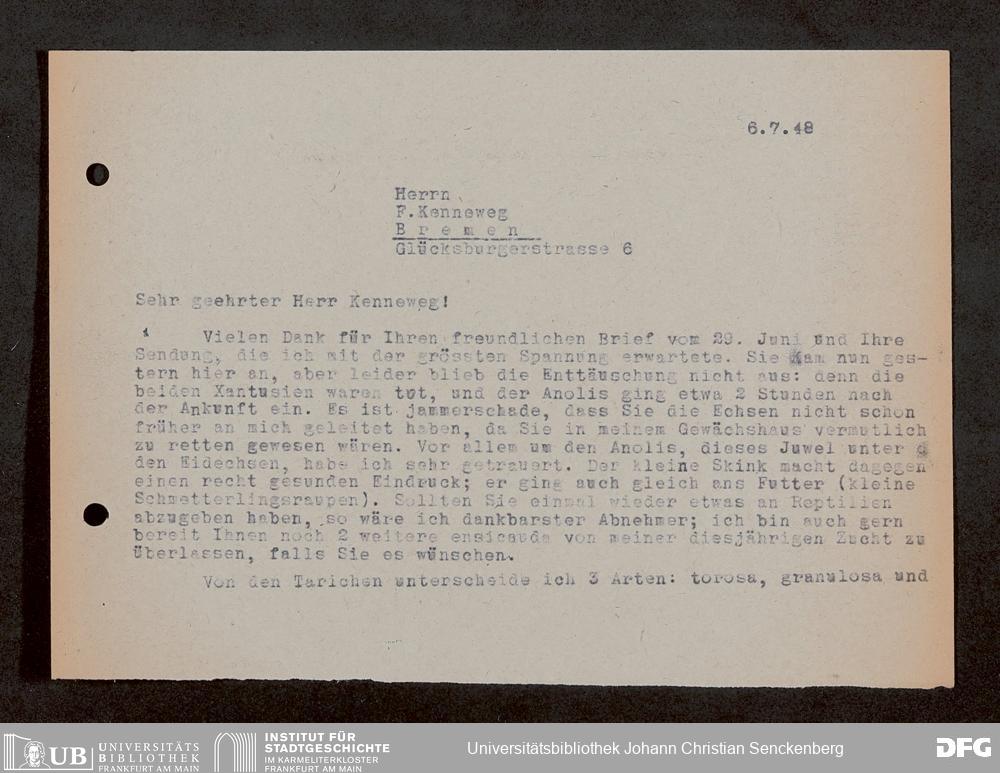 6.7.48
Herrn
F.Kenneweg
B r e m e n
Glücksburgerstrasse 6
Sehr geehrter Herr Kenneweg!
Vielen Dank für Ihren freundlichen Brief vom 29. Juni und Ihre
Sendung, die ich mit der grössten Spannung erwartete. Sie kam nun ges-
tern hier an, aber leider blieb die Enttäuschung nicht aus: denn die
beiden Xantusien waren tot, und der Anolis ging etwa 2 Stunden nach
der Ankunft ein. Es ist jammerschade, dass Sie die Echsen nicht schon
früher an mich geleitet haben, da Sie in meinem Gewächshaus vermutlich
zu retten gewesen wären. Vor allem um den Anolis, dieses Juwel unter
den Eidechsen, habe ich sehr getrauert. Der kleine Skink macht dagegen
einen recht gesunden Eindruck; er ging auch gleich ans Futter (kleine
Schmetterlingsraupen). Sollten Sie einmal wieder etwas an Reptilien
abzugeben haben, so wäre ich dankbarster Abnehmer; ich bin auch gern
bereit Ihnen noch 2 weitere ensicauda von meiner diesjährigen Zucht zu
überlassen, falls Sie es wünschen.
Von den Tarichen unterscheide ich 3 Arten: torosa, granulosa und
UB UNIVERSITÄTS
BIBLIOTHEK
FRANKFURT AM MAIN
INSTITUT FÜR
STADTGESCHICHTE
IM KARMELITERKLOSTER
FRANKFURT AM MAIN
Universitätsbibliothek Johann Christian Senckenberg
DFG